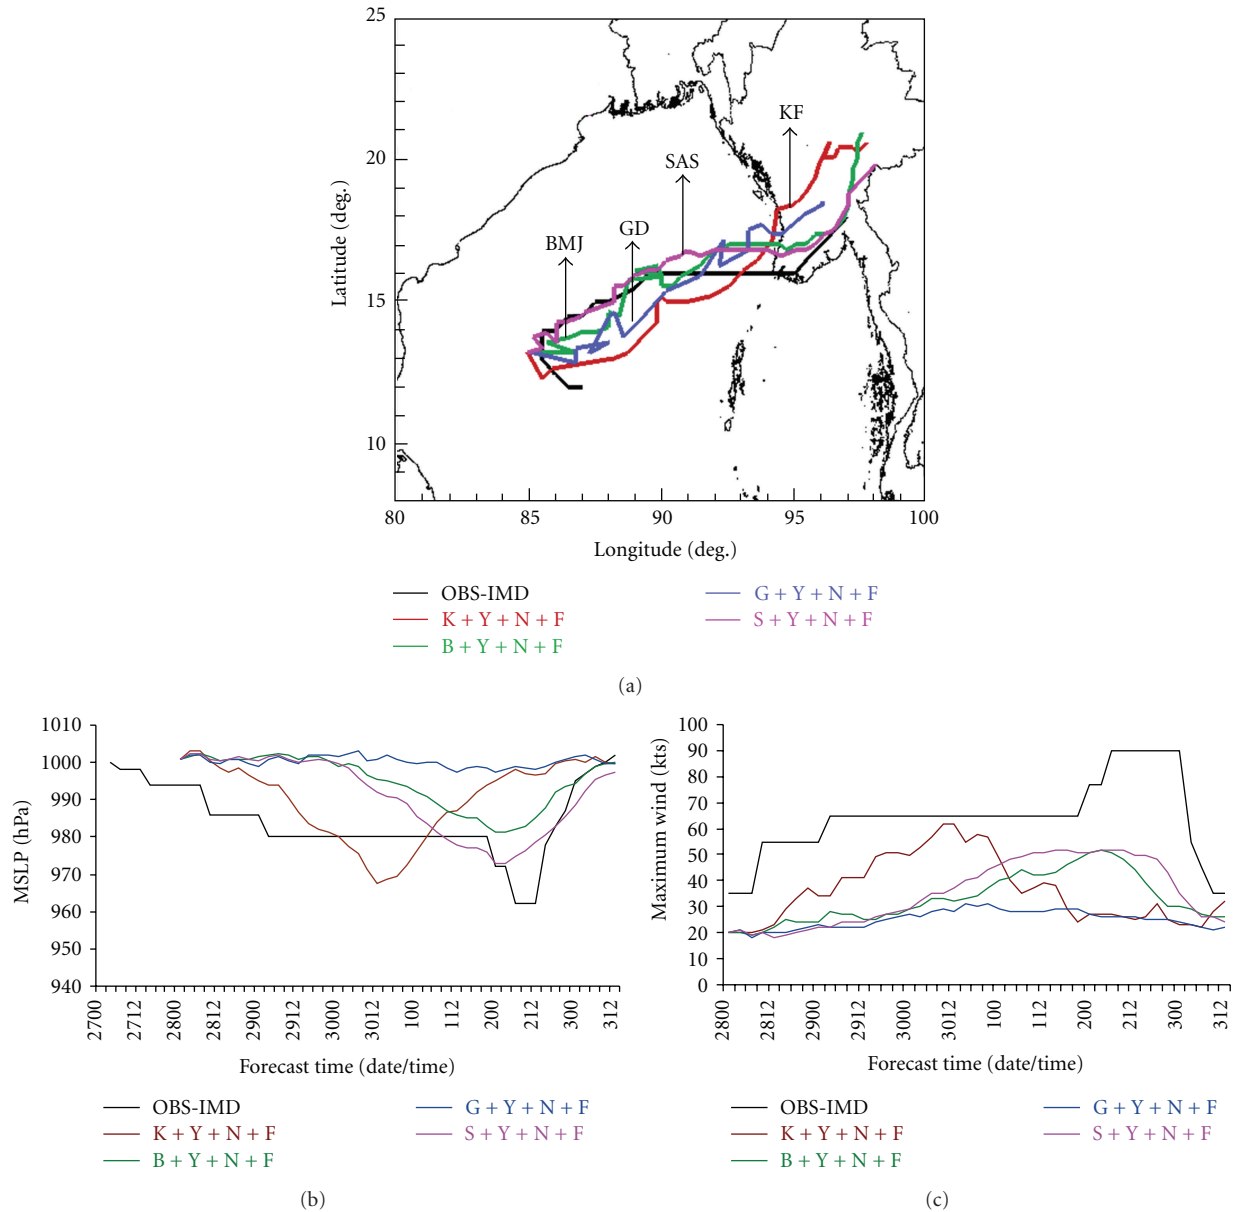 25
20
15
10
Latitude (deg.)
KF
SAS
GD
BMJ
80
85
90
95
100
Longitude (deg.)
OBS-IMD
K + Y + N + F
B + Y + N + F
G + Y + N + F
S + Y + N + F
(a)
1010
1000
990
980
970
960
950
940
MSLP (hPa)
2700
2712
2800
2812
2900
2912
3000
3012
100
112
200
212
300
312
Forecast time (date/time)
OBS-IMD
K + Y + N + F
B + Y + N + F
G + Y + N + F
S + Y + N + F
(b)
100
90
80
70
60
50
40
30
20
10
0
Maximum wind (kts)
2800
2812
2900
2912
3000
3012
100
112
200
212
300
312
Forecast time (date/time)
OBS-IMD
K + Y + N + F
B + Y + N + F
G + Y + N + F
S + Y + N + F
(c)